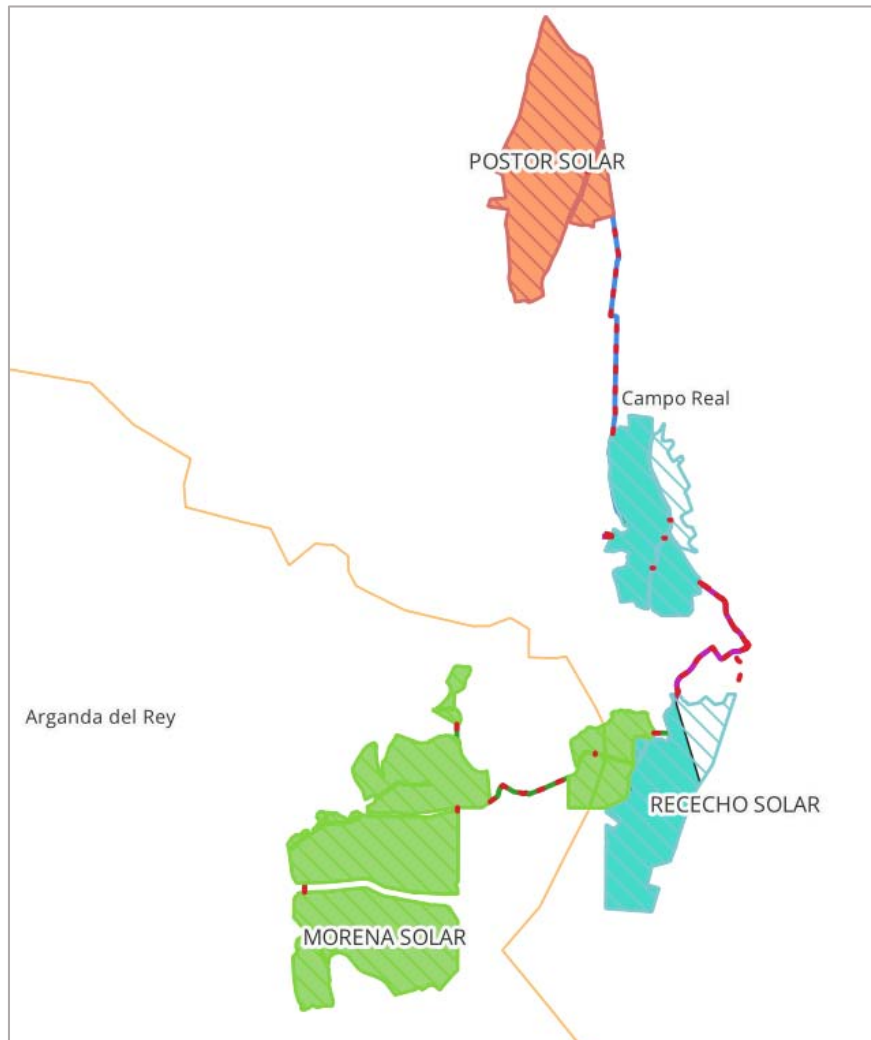 POSTOR SOLAR
Campo Real
Arganda del Rey
RECECHO SOLAR
MORENA SOLAR